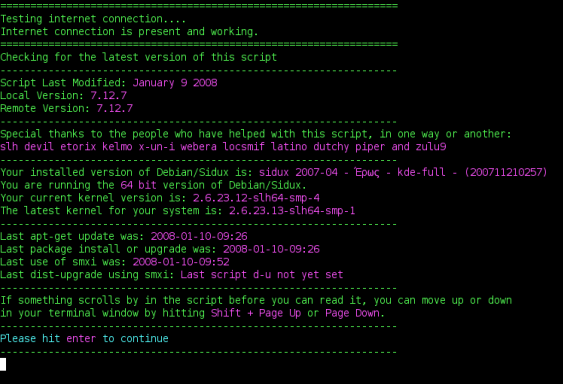 ==================================================================
Testing internet connection....
Internet connection is present and working.
==================================================================
Checking for the latest version of this script
------------------------------------------------------------------
Script Last Modified: January 9 2008
Local Version: 7.12.7
Remote Version: 7.12.7
------------------------------------------------------------------
Special thanks to the people who have helped with this script, in one way or another:
slh devil etorix kelmo x-un-i webera locsmif latino dutchy piper and zulu9
------------------------------------------------------------------
Your installed version of Debian/Sidux is: sidux 2007-04 - Έρως - kde-full - (200711210257)
You are running the 64 bit version of Debian/Sidux.
Your current kernel version is: 2.6.23.12-slh64-smp-4
The latest kernel for your system is: 2.6.23.13-slh64-smp-1
------------------------------------------------------------------
Last apt-get update was: 2008-01-10-09:26
Last package install or upgrade was: 2008-01-10-09:26
Last use of smxi was: 2008-01-10-09:52
Last dist-upgrade using smxi: Last script d-u not yet set
------------------------------------------------------------------
If something scrolls by in the script before you can read it, you can move up or down
in your terminal window by hitting Shift + Page Up or Page Down.
------------------------------------------------------------------
Please hit enter to continue
------------------------------------------------------------------